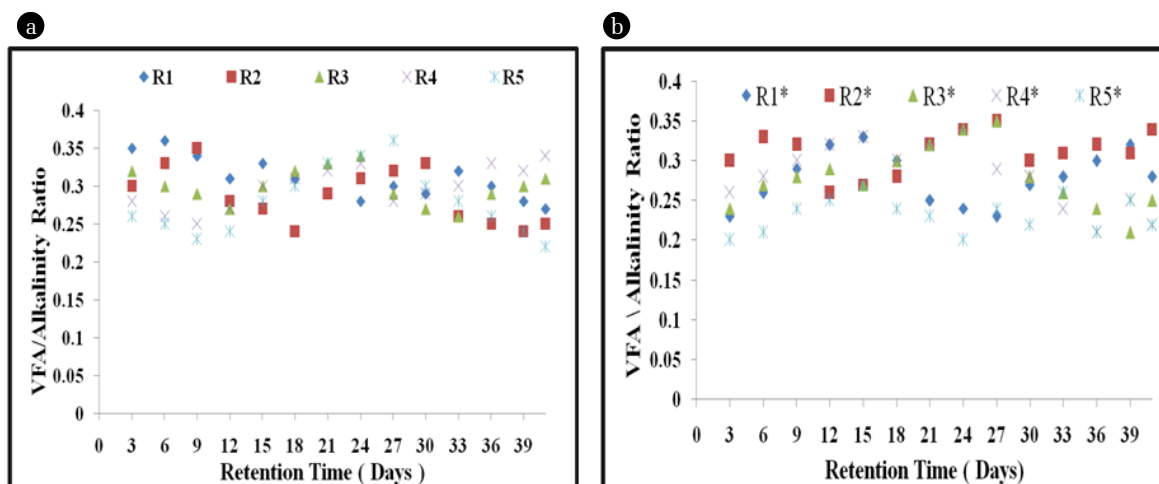 a
R1 R2 R3 R4 R5
0.4
0.35
0.3
0.25
0.2
0.15
0.1
0.05
0
VFA/Alkalinity Ratio
0 3 6 9 12 15 18 21 24 27 30 33 36 39
Retention Time ( Days )
b
R1* R2* R3* R4* R5*
0.4
0.35
0.3
0.25
0.2
0.15
0.1
0.05
0
VFA \ Alkalinity Ratio
0 3 6 9 12 15 18 21 24 27 30 33 36 39
Retention Time ( Days)